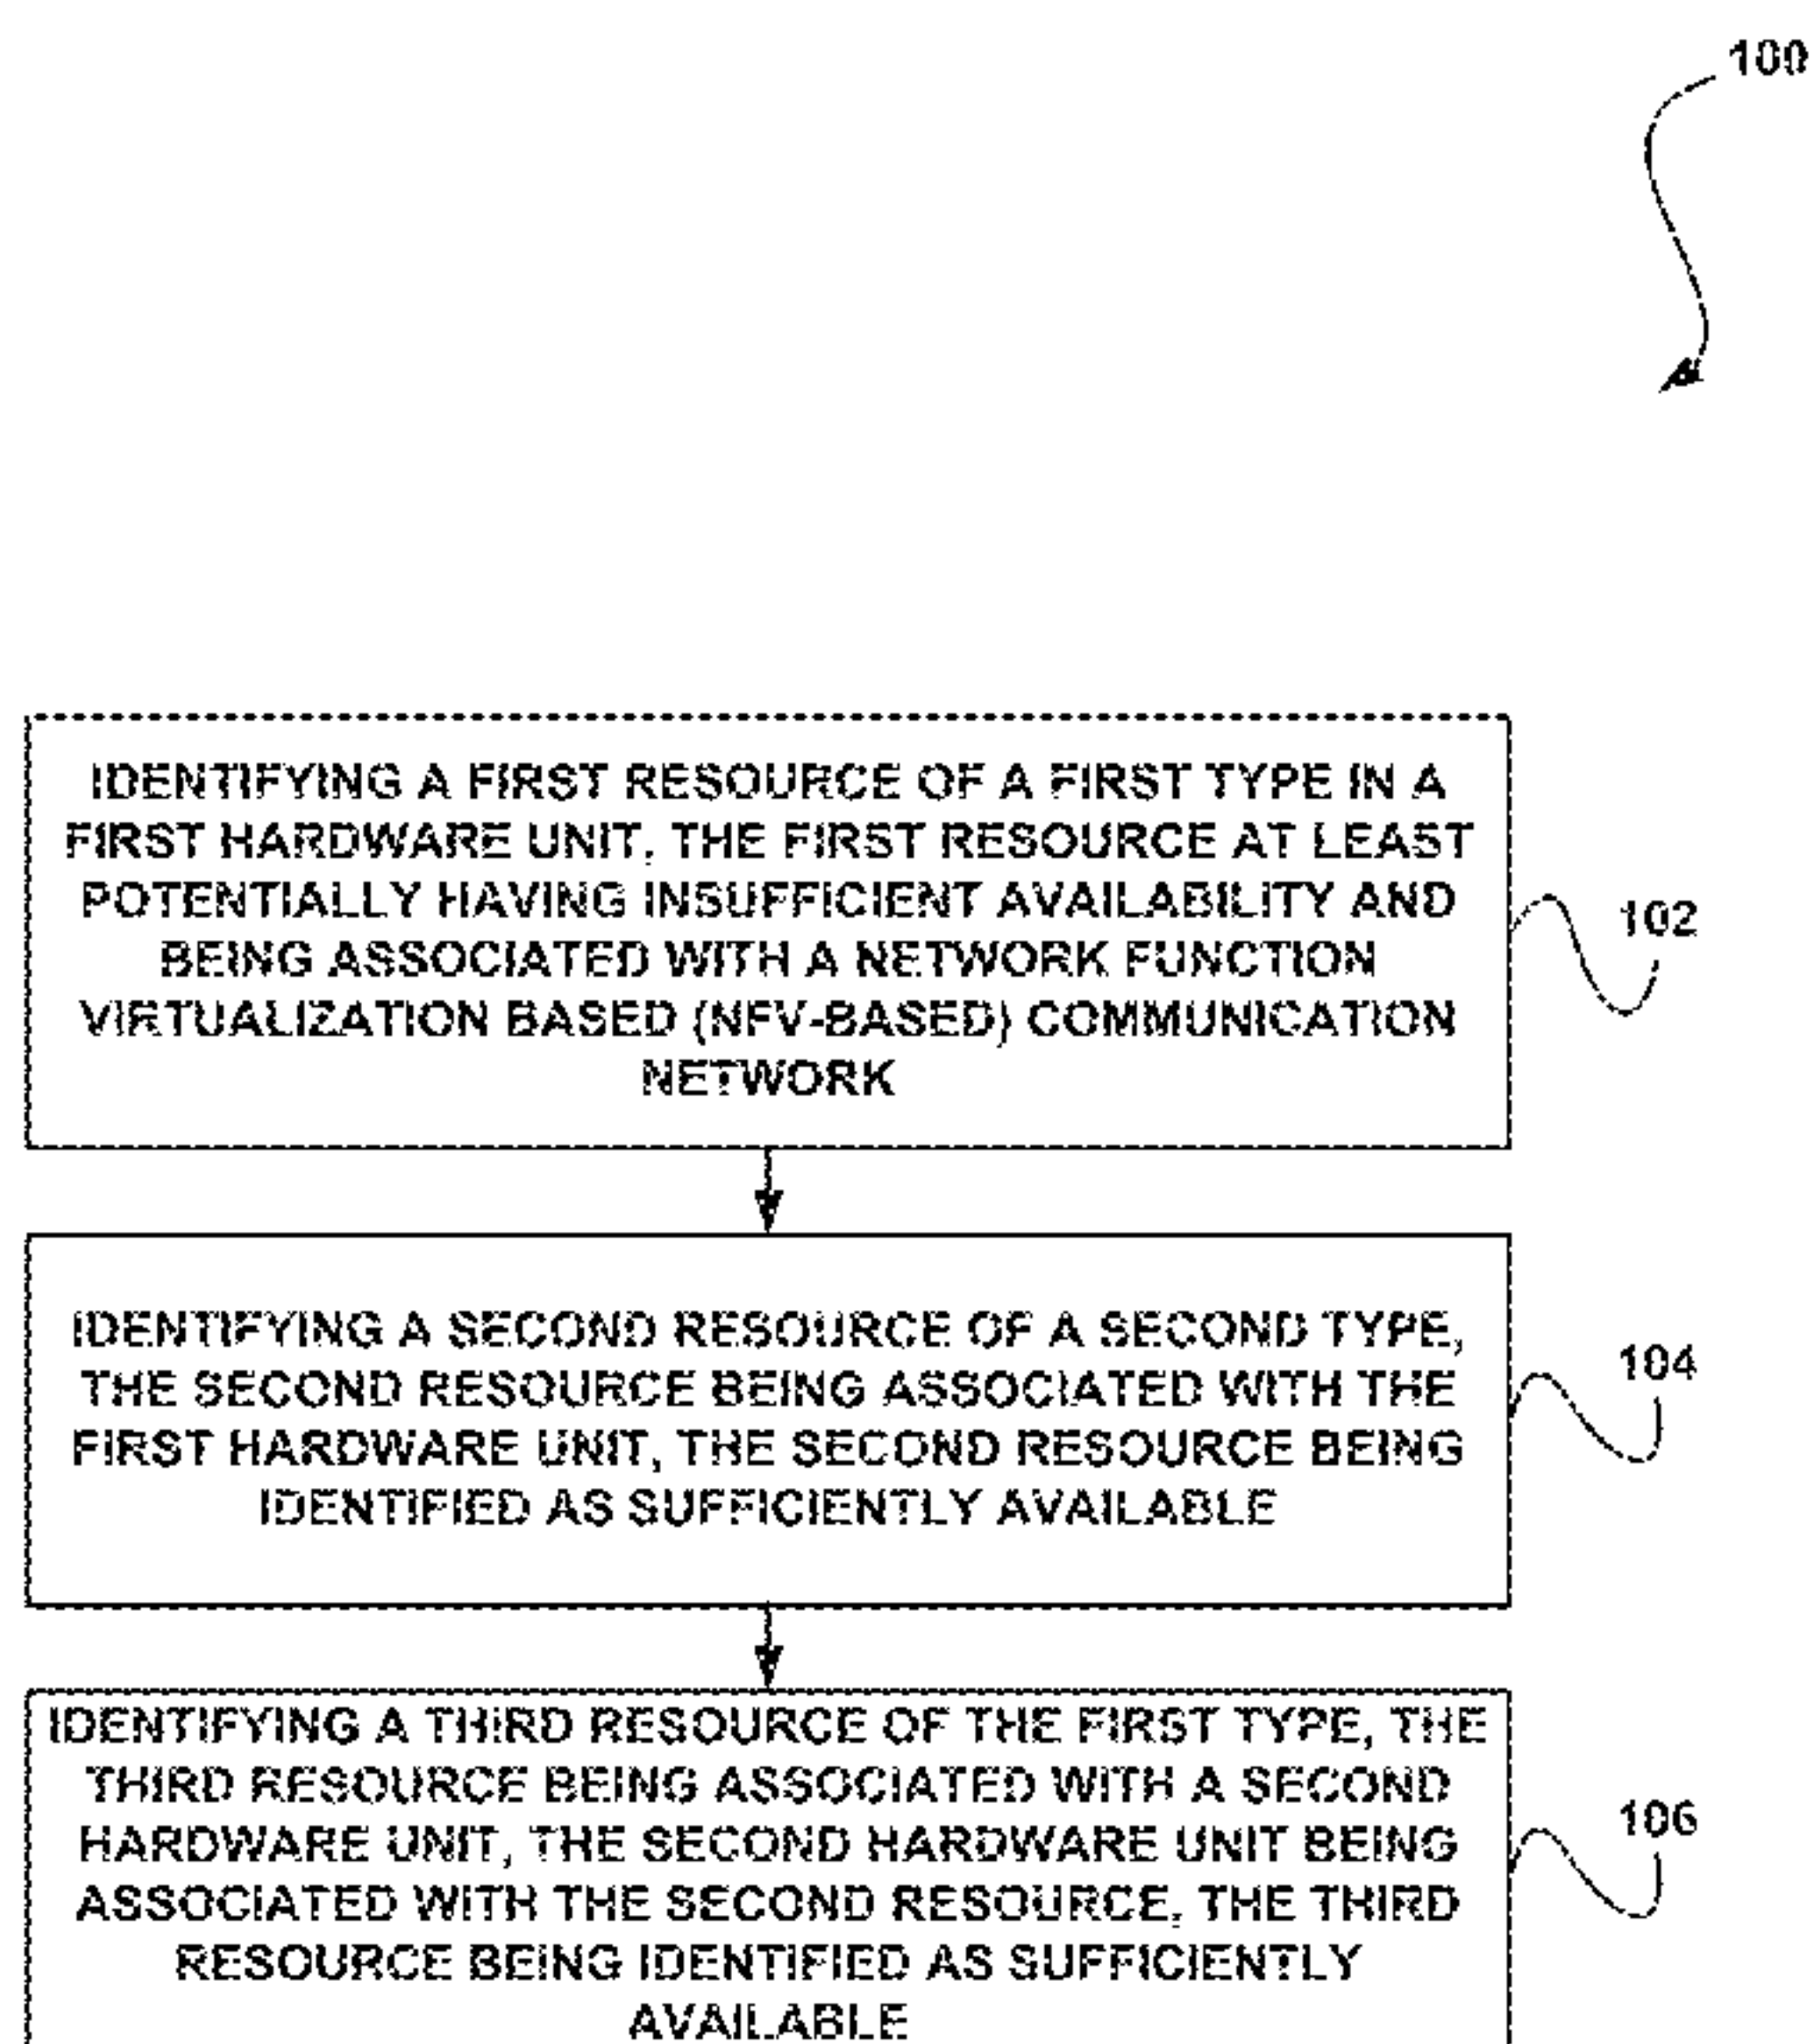 100
IDENTIFYING A FIRST RESOURCE OF A FIRST TYPE IN A
FIRST HARDWARE UNIT, THE FIRST RESOURCE AT LEAST
POTENTIALLY HAVING INSUFFICIENT AVAILABILITY AND
BEING ASSOCIATED WITH A NETWORK FUNCTION
VIRTUALIZATION BASED (NFV-BASED) COMMUNICATION
NETWORK
102
IDENTIFYING A SECOND RESOURCE OF A SECOND TYPE,
THE SECOND RESOURCE BEING ASSOCIATED WITH THE
FIRST HARDWARE UNIT, THE SECOND RESOURCE BEING
IDENTIFIED AS SUFFICIENTLY AVAILABLE
104
IDENTIFYING A THIRD RESOURCE OF THE FIRST TYPE, THE
THIRD RESOURCE BEING ASSOCIATED WITH A SECOND
HARDWARE UNIT, THE SECOND HARDWARE UNIT BEING
ASSOCIATED WITH THE SECOND RESOURCE, THE THIRD
RESOURCE BEING IDENTIFIED AS SUFFICIENTLY
AVAILABLE
106